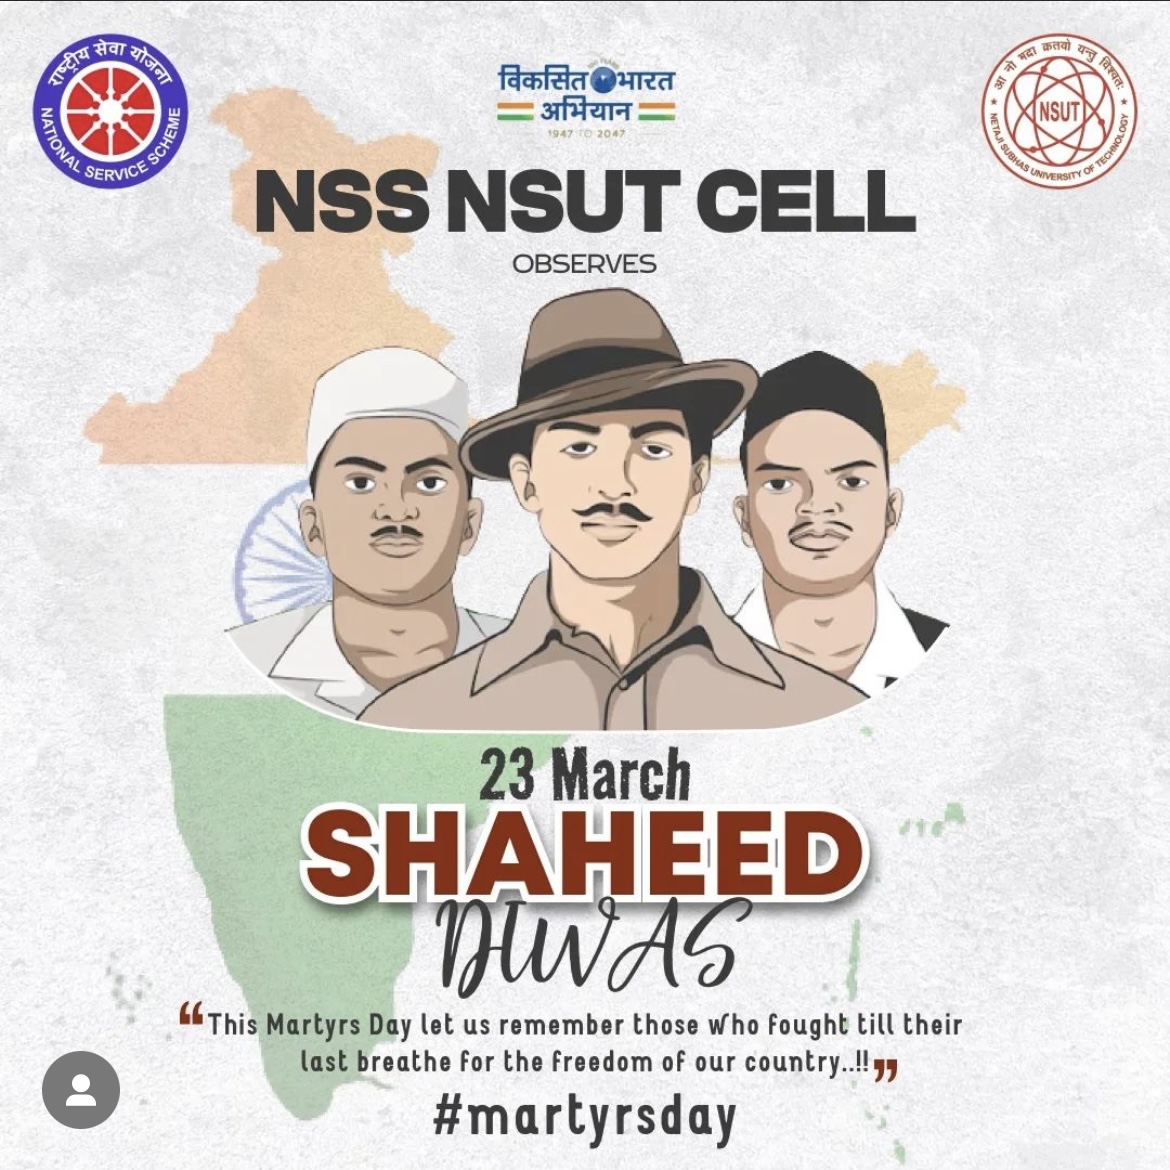 राष्ट्रीय सेवा योजना
NATIONAL SERVICE SCHEME
विकसित भारत
अभियान
1947 TO 2047
आ नो भद्रा क्रतवो यन्तु विश्वतः
NSUT
NETAJI SUBHAS UNIVERSITY OF TECHNOLOGY
NSS NSUT CELL
OBSERVES
23 March
SHAHEED
DIWAS
“This Martyrs Day let us remember those who fought till their
last breathe for the freedom of our country..!!”
#martyrsday